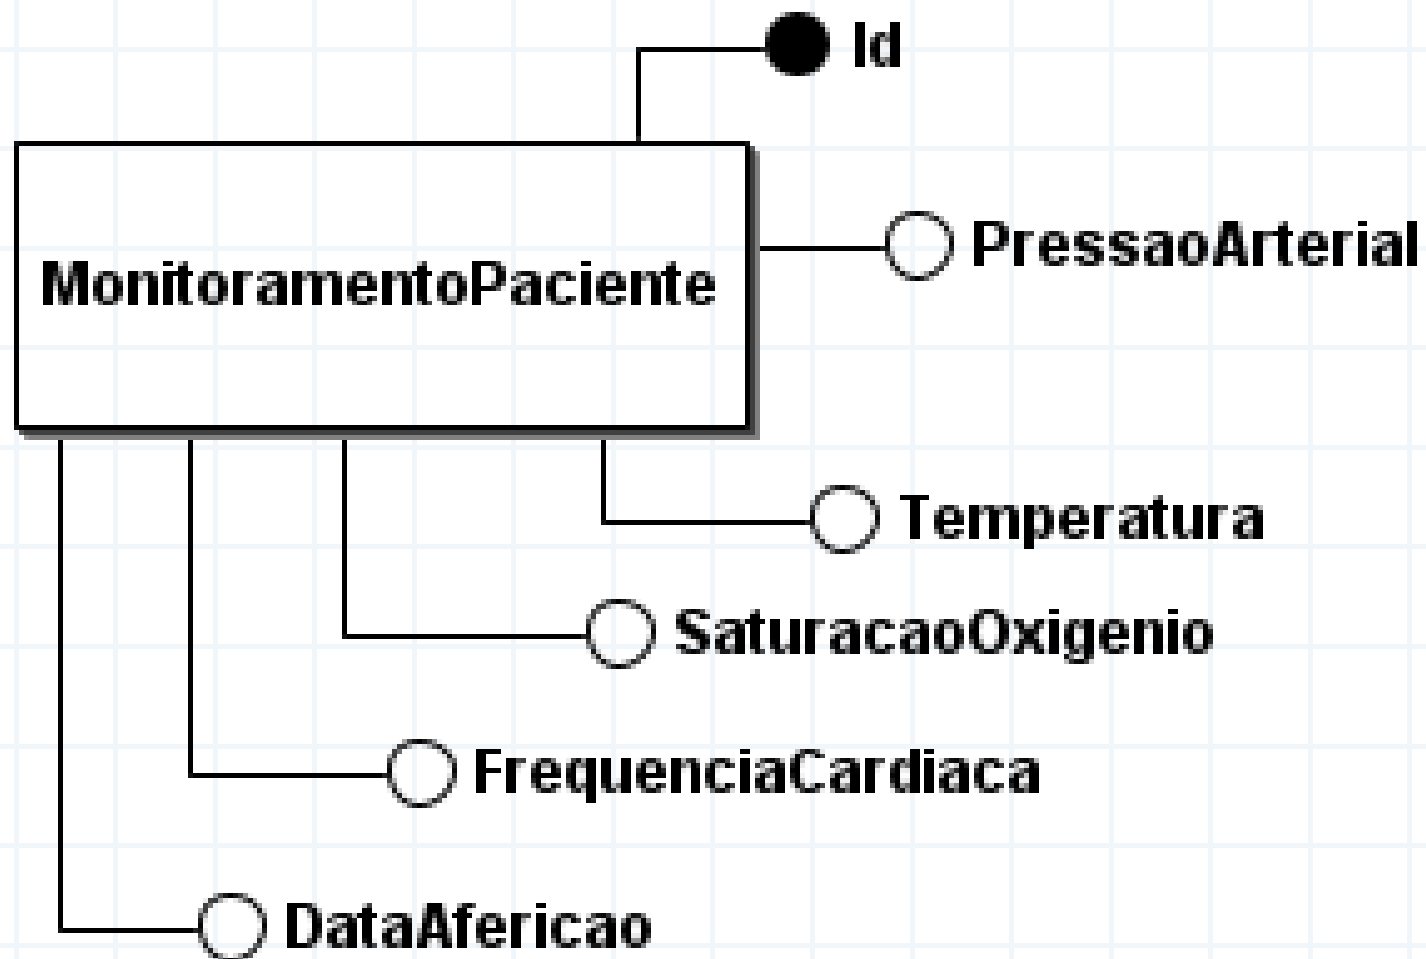 Id
PressaoArterial
MonitoramentoPaciente
Temperatura
SaturacaoOxigenio
FrequenciaCardiaca
DataAfericao